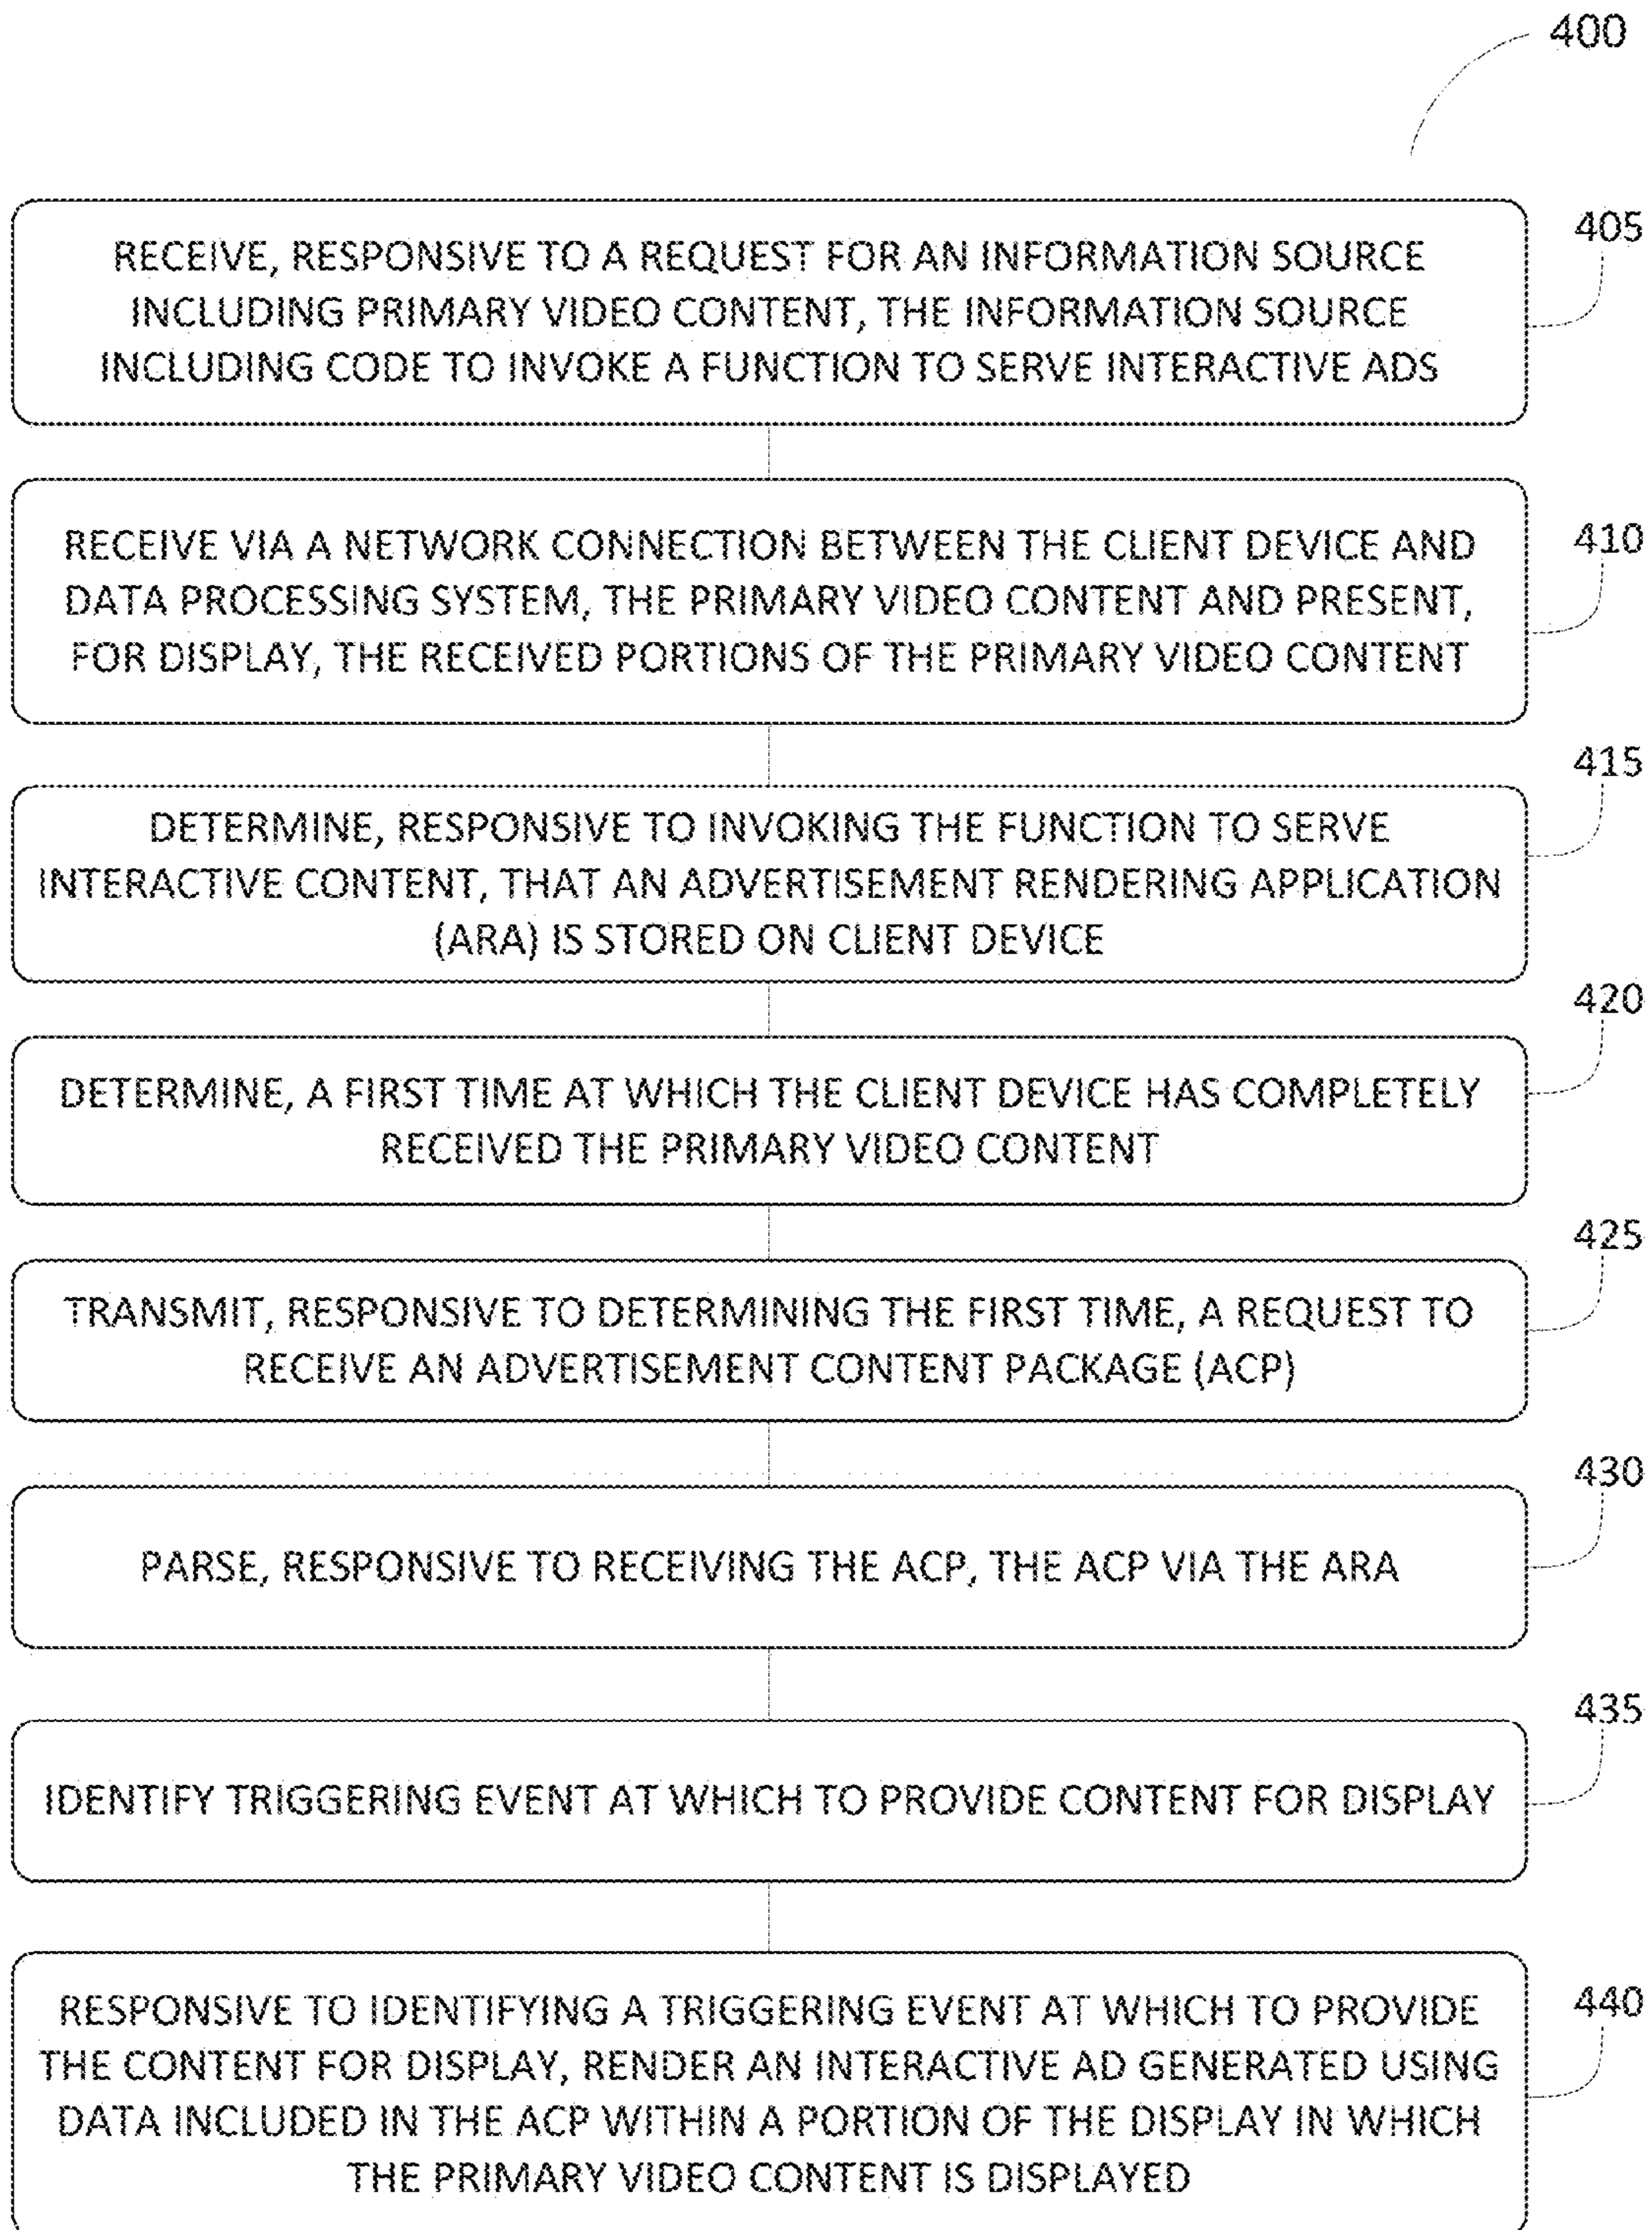 400
405
RECEIVE, RESPONSIVE TO A REQUEST FOR AN INFORMATION SOURCE
INCLUDING PRIMARY VIDEO CONTENT, THE INFORMATION SOURCE
INCLUDING CODE TO INVOKE A FUNCTION TO SERVE INTERACTIVE ADS
410
RECEIVE VIA A NETWORK CONNECTION BETWEEN THE CLIENT DEVICE AND
DATA PROCESSING SYSTEM, THE PRIMARY VIDEO CONTENT AND PRESENT,
FOR DISPLAY, THE RECEIVED PORTIONS OF THE PRIMARY VIDEO CONTENT
415
DETERMINE, RESPONSIVE TO INVOKING THE FUNCTION TO SERVE
INTERACTIVE CONTENT, THAT AN ADVERTISEMENT RENDERING APPLICATION
(ARA) IS STORED ON CLIENT DEVICE
420
DETERMINE, A FIRST TIME AT WHICH THE CLIENT DEVICE HAS COMPLETELY
RECEIVED THE PRIMARY VIDEO CONTENT
425
TRANSMIT, RESPONSIVE TO DETERMINING THE FIRST TIME, A REQUEST TO
RECEIVE AN ADVERTISEMENT CONTENT PACKAGE (ACP)
430
PARSE, RESPONSIVE TO RECEIVING THE ACP, THE ACP VIA THE ARA
435
IDENTIFY TRIGGERING EVENT AT WHICH TO PROVIDE CONTENT FOR DISPLAY
440
RESPONSIVE TO IDENTIFYING A TRIGGERING EVENT AT WHICH TO PROVIDE
THE CONTENT FOR DISPLAY, RENDER AN INTERACTIVE AD GENERATED USING
DATA INCLUDED IN THE ACP WITHIN A PORTION OF THE DISPLAY IN WHICH
THE PRIMARY VIDEO CONTENT IS DISPLAYED